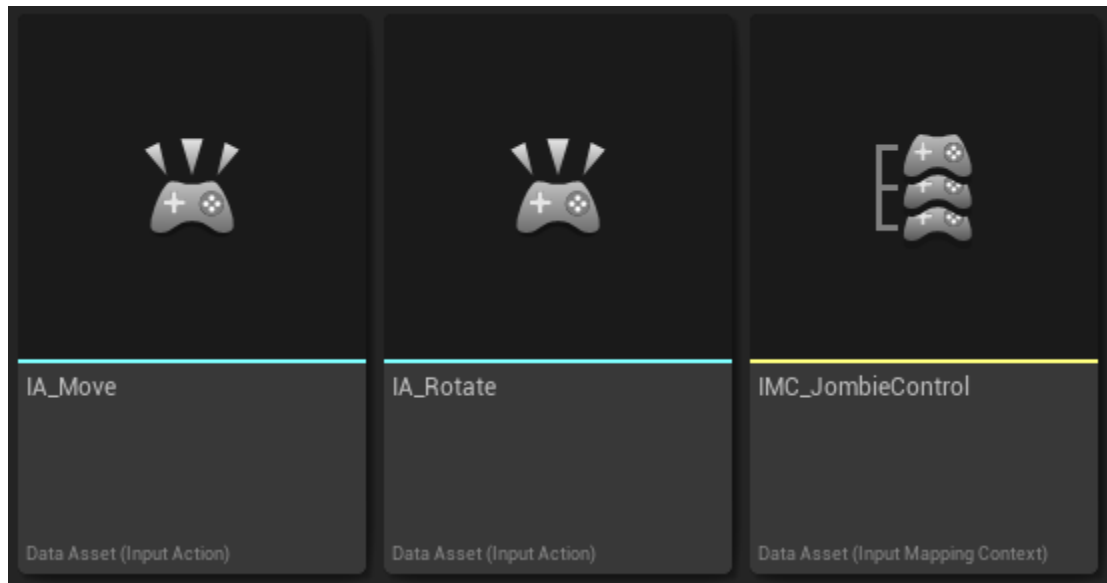 IA_Move
Data Asset (Input Action)
IA_Rotate
Data Asset (Input Action)
IMC_JombieControl
Data Asset (Input Mapping Context)